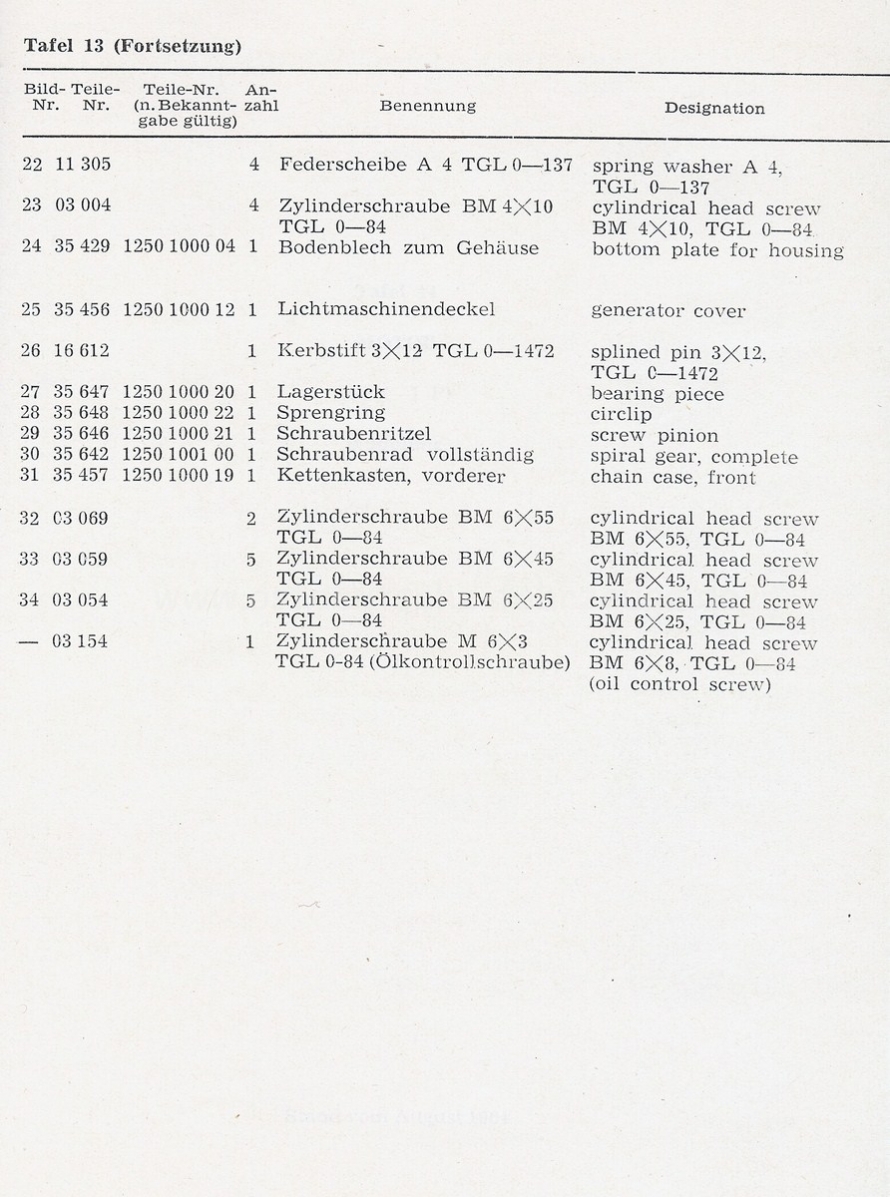 Tafel 13 (Fortsetzung)
Bild- Teile- Teile-Nr. An-
Nr. Nr. (n. Bekannt- zahl Benennung Designation
gabe gültig)
22 11 305 4 Federscheibe A 4 TGL 0—137 spring washer A 4,
TGL 0—137
23 03 004 4 Zylinderschraube BM 4×10 cylindrical head screw
TGL 0—84 BM 4×10, TGL 0—84
24 35 429 1250 1000 04 1 Bodenblech zum Gehäuse bottom plate for housing
25 35 456 1250 1000 12 1 Lichtmaschinendeckel generator cover
26 16 612 1 Kerbstift 3×12 TGL 0—1472 splined pin 3×12,
TGL 0—1472
27 35 647 1250 1000 20 1 Lagerstück bearing piece
28 35 648 1250 1000 22 1 Sprengring circlip
29 35 646 1250 1000 21 1 Schraubenritzel screw pinion
30 35 642 1250 1001 00 1 Schraubenrad vollständig spiral gear, complete
31 35 457 1250 1000 19 1 Kettenkasten, vorderer chain case, front
32 03 069 2 Zylinderschraube BM 6×55 cylindrical head screw
TGL 0—84 BM 6×55, TGL 0—84
33 03 059 5 Zylinderschraube BM 6×45 cylindrical head screw
TGL 0—84 BM 6×45, TGL 0—84
34 03 054 5 Zylinderschraube BM 6×25 cylindrical head screw
TGL 0—84 BM 6×25, TGL 0—84
— 03 154 1 Zylinderschraube M 6×3 cylindrical head screw
TGL 0-84 (Ölkontrollschraube) BM 6×8, TGL 0—84
(oil control screw)